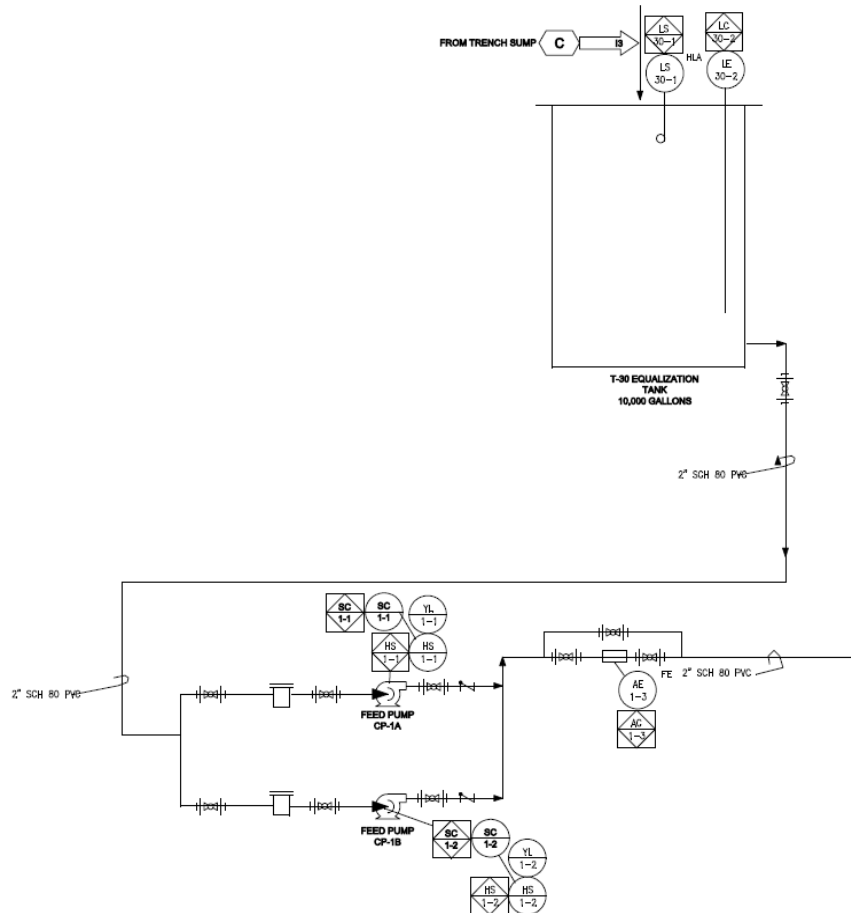 FROM TRENCH SUMP
C
I3
LS
30-1
LC
30-2
LS
30-1
HLA
LE
30-2
T-30 EQUALIZATION
TANK
10,000 GALLONS
2" SCH 80 PVC
SC
1-1
SC
1-1
YL
1-1
HS
1-1
HS
1-1
2" SCH 80 PVC
FEED PUMP
CP-1A
FE
2" SCH 80 PVC
AE
1-3
AC
1-3
FEED PUMP
CP-1B
SC
1-2
SC
1-2
YL
1-2
HS
1-2
HS
1-2